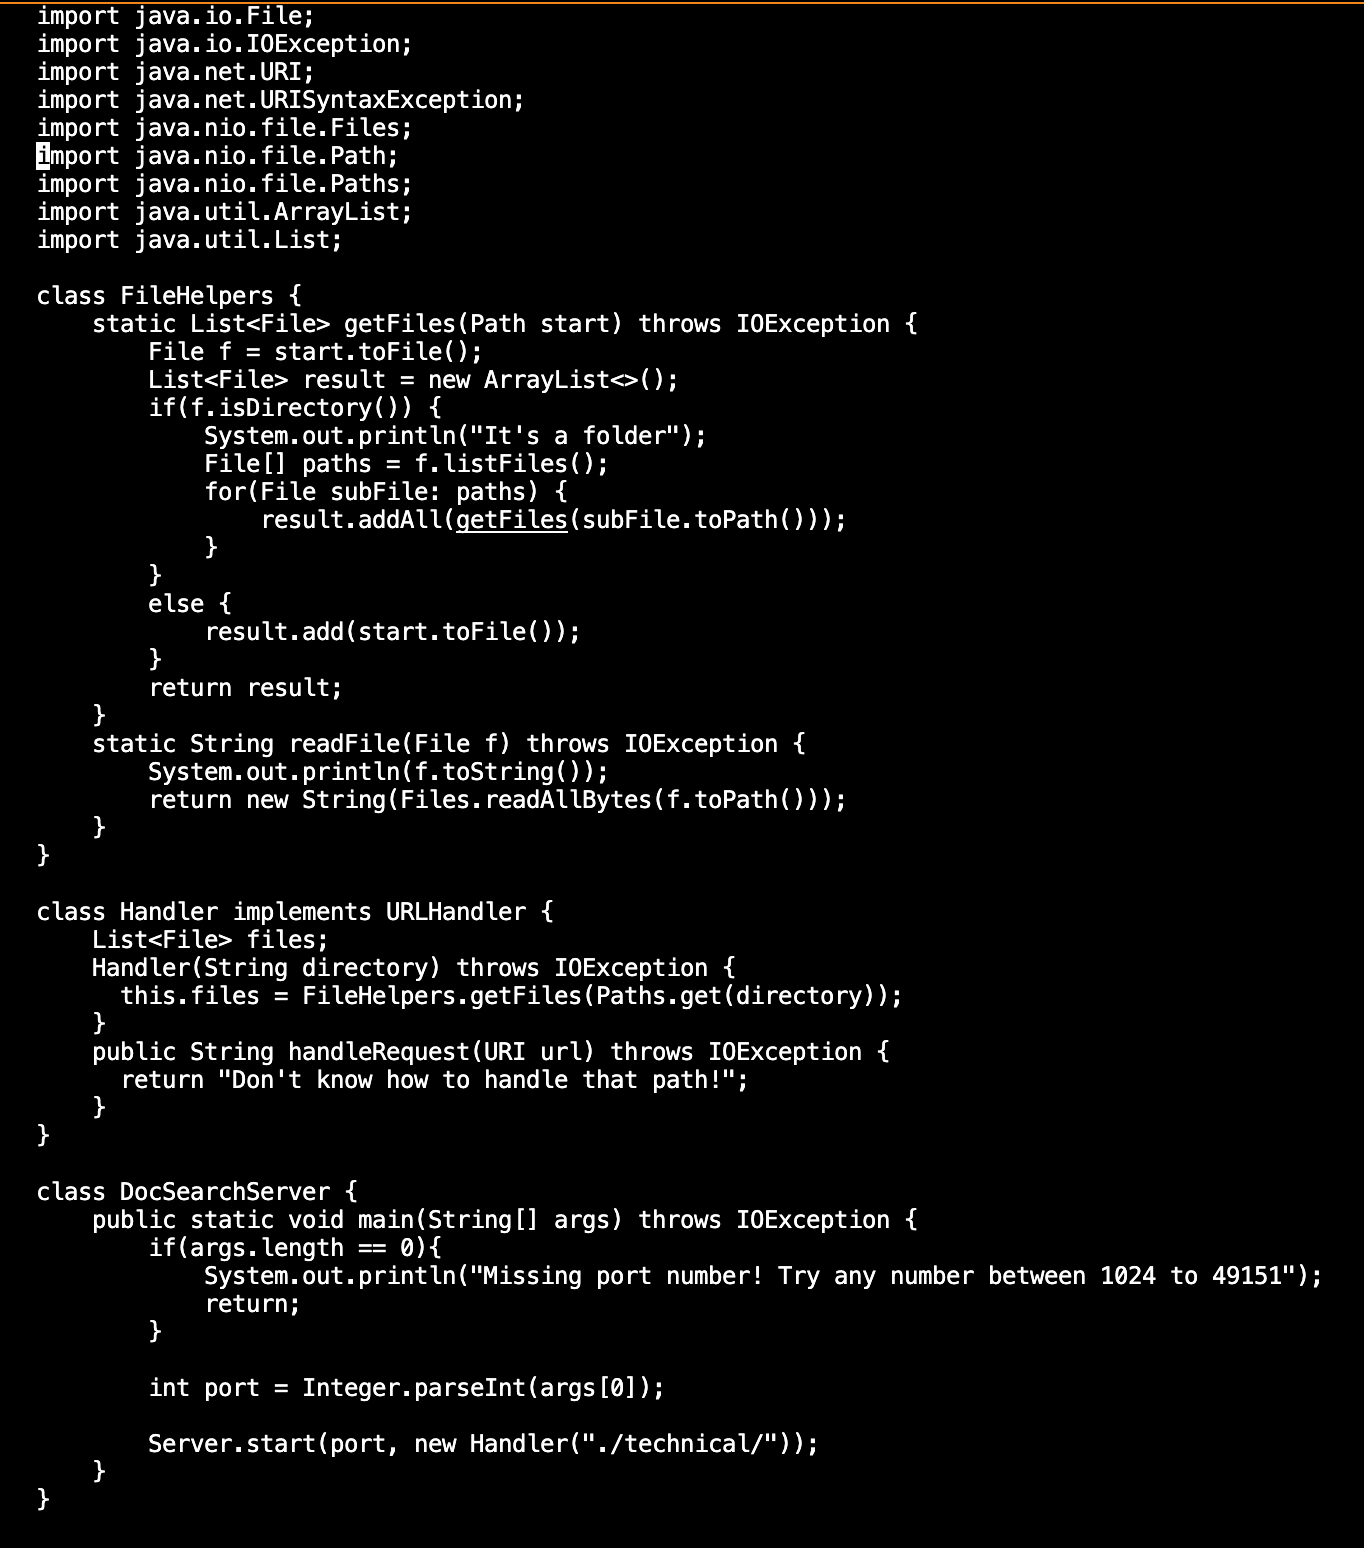 import java.io.File;
import java.io.IOException;
import java.net.URI;
import java.net.URISyntaxException;
import java.nio.file.Files;
import java.nio.file.Path;
import java.nio.file.Paths;
import java.util.ArrayList;
import java.util.List;

class FileHelpers {
    static List<File> getFiles(Path start) throws IOException {
        File f = start.toFile();
        List<File> result = new ArrayList<>();
        if(f.isDirectory()) {
            System.out.println("It's a folder");
            File[] paths = f.listFiles();
            for(File subFile: paths) {
                result.addAll(getFiles(subFile.toPath()));
            }
        }
        else {
            result.add(start.toFile());
        }
        return result;
    }
    static String readFile(File f) throws IOException {
        System.out.println(f.toString());
        return new String(Files.readAllBytes(f.toPath()));
    }
}

class Handler implements URLHandler {
    List<File> files;
    Handler(String directory) throws IOException {
      this.files = FileHelpers.getFiles(Paths.get(directory));
    }
    public String handleRequest(URI url) throws IOException {
      return "Don't know how to handle that path!";
    }
}

class DocSearchServer {
    public static void main(String[] args) throws IOException {
        if(args.length == 0){
            System.out.println("Missing port number! Try any number between 1024 to 49151");
            return;
        }

        int port = Integer.parseInt(args[0]);

        Server.start(port, new Handler("./technical/"));
    }
}